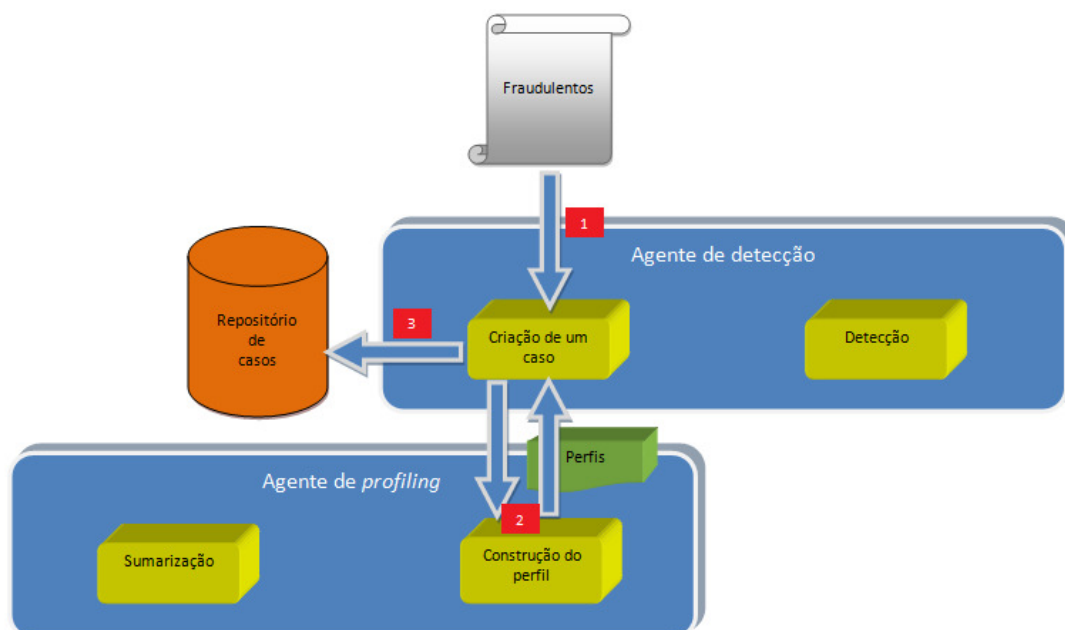 Fraudulentos
1
Agente de detecção
Repositório
de
casos
3
Criação de um
caso
Detecção
Perfis
Agente de profiling
2
Sumarização
Construção do
perfil